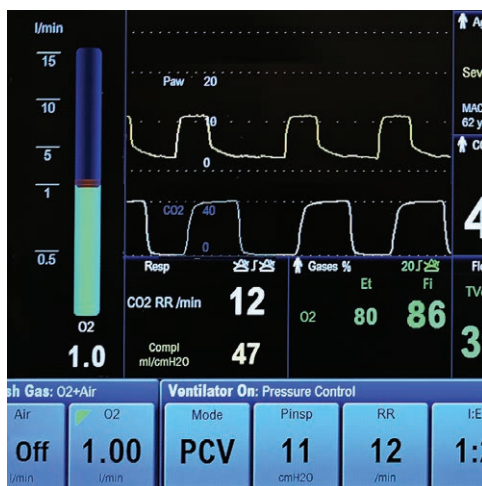 l/min
15
10
5
1
0.5
O2
1.0
Paw 20
10
0
CO2 40
0
Resp
CO2 RR /min 12
Compl
ml/cmH2O 47
Gases % 20
Et Fi
O2 80 86
Sev
MAC
62 y
4
TV
3
sh Gas: O2+Air
Air
Off
l/min
O2
1.00
l/min
Ventilator On: Pressure Control
Mode
PCV
Pinsp
11
cmH2O
RR
12
/min
I:E
1: